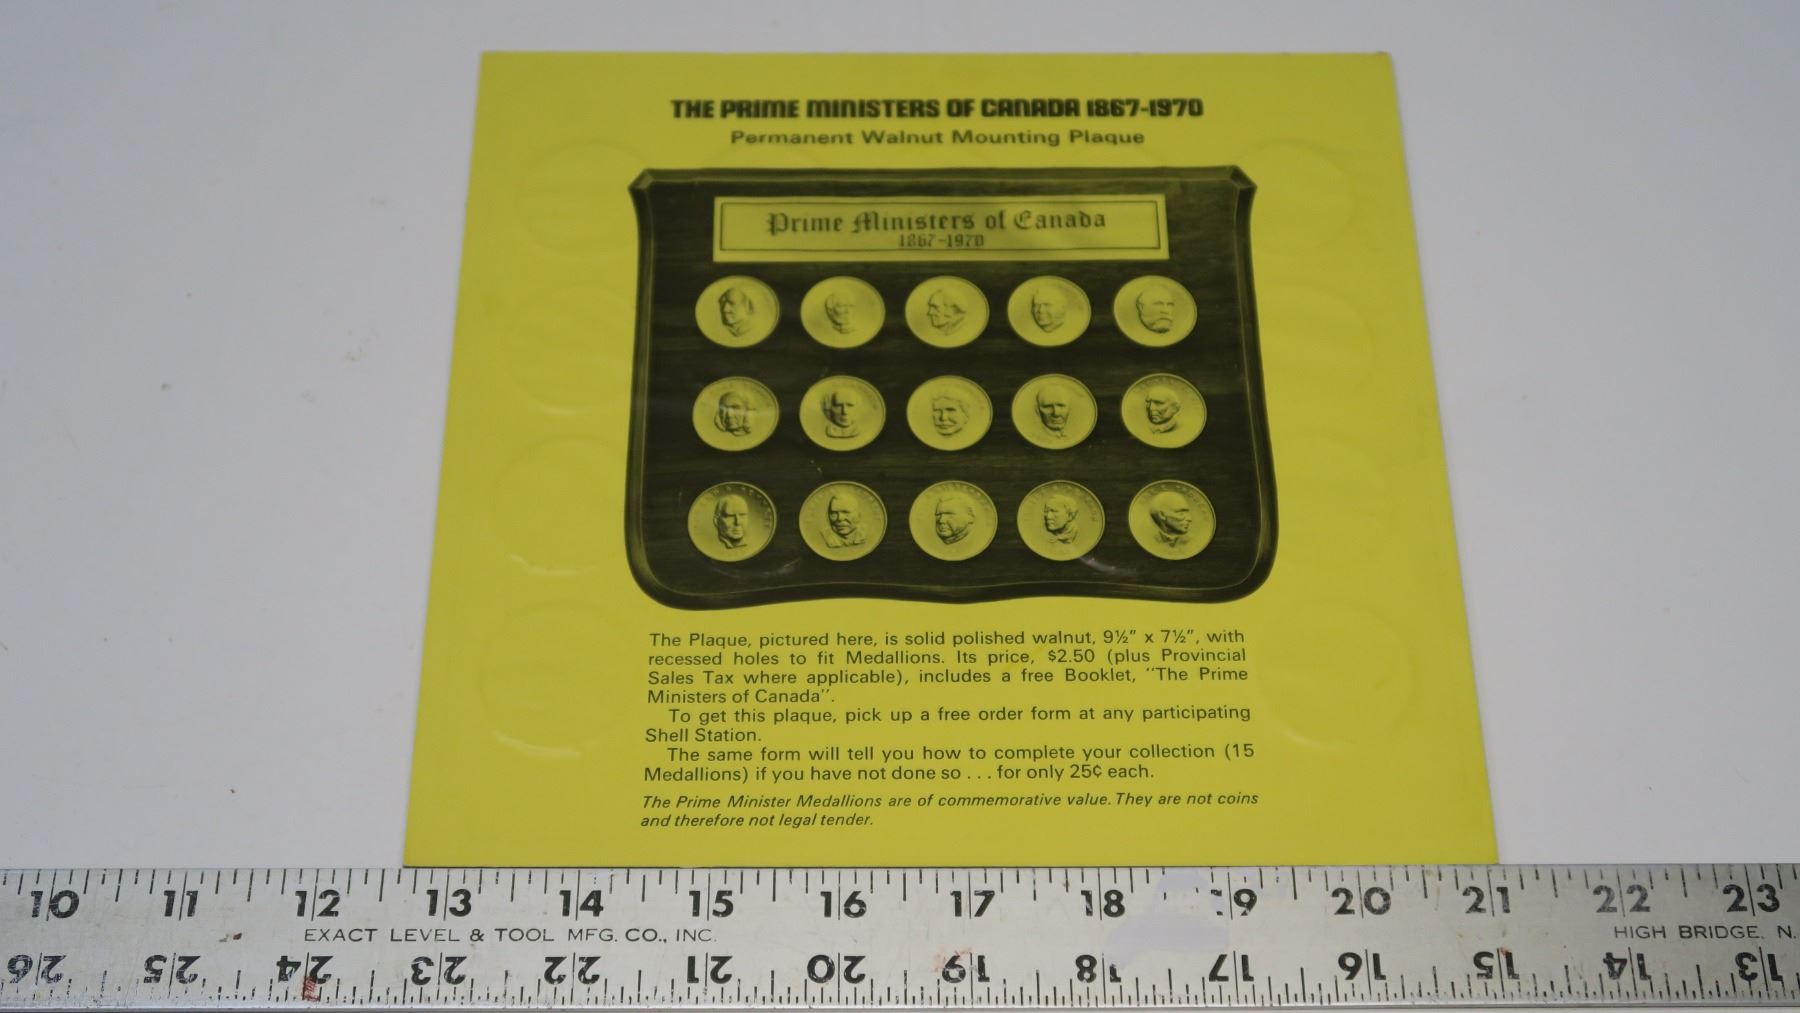 THE PRIME MINISTERS OF CANADA 1867-1970
Permanent Walnut Mounting Plaque
Prime Ministers of Canada
1867-1970
The Plaque, pictured here, is solid polished walnut, 9½" x 7½", with
recessed holes to fit Medallions. Its price, $2.50 (plus Provincial
Sales Tax where applicable), includes a free Booklet, "The Prime
Ministers of Canada".
To get this plaque, pick up a free order form at any participating
Shell Station.
The same form will tell you how to complete your collection (15
Medallions) if you have not done so . . . for only 25¢ each.
The Prime Minister Medallions are of commemorative value. They are not coins
and therefore not legal tender.
10 11 12 13 14 15 16 17 18 19 20 21 22 23
EXACT LEVEL & TOOL MFG. CO., INC.
HIGH BRIDGE, N.
26 25 24 23 22 21 20 19 18 17 16 15 14 13